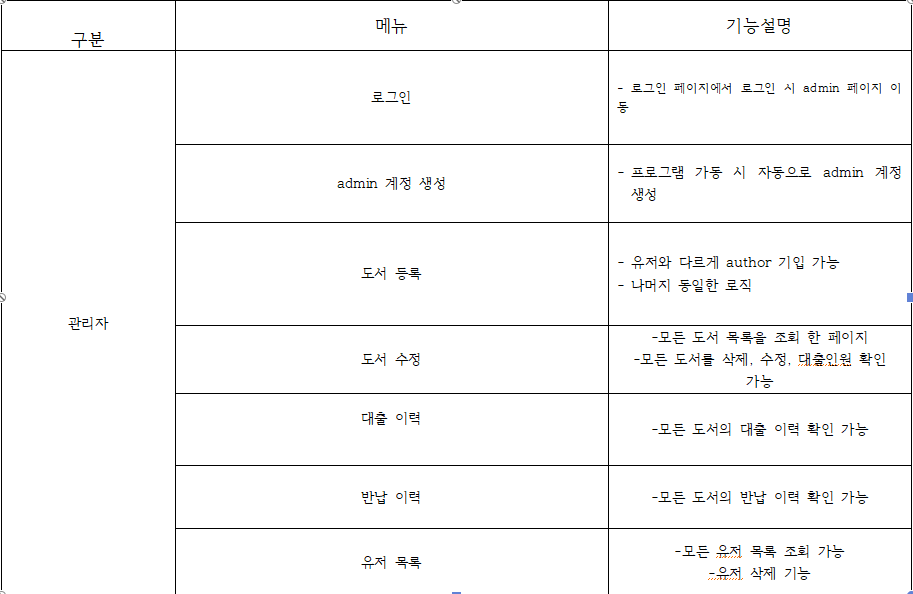 구분
메뉴
기능설명
관리자
로그인
- 로그인 페이지에서 로그인 시 admin 페이지 이
동
admin 계정 생성
- 프로그램 가동 시 자동으로 admin 계정
생성
도서 등록
- 유저와 다르게 author 기입 가능
- 나머지 동일한 로직
도서 수정
-모든 도서 목록을 조회 한 페이지
-모든 도서를 삭제, 수정, 대출인원 확인
가능
대출 이력
-모든 도서의 대출 이력 확인 가능
반납 이력
-모든 도서의 반납 이력 확인 가능
유저 목록
-모든 유저 목록 조회 가능
-유저 삭제 기능